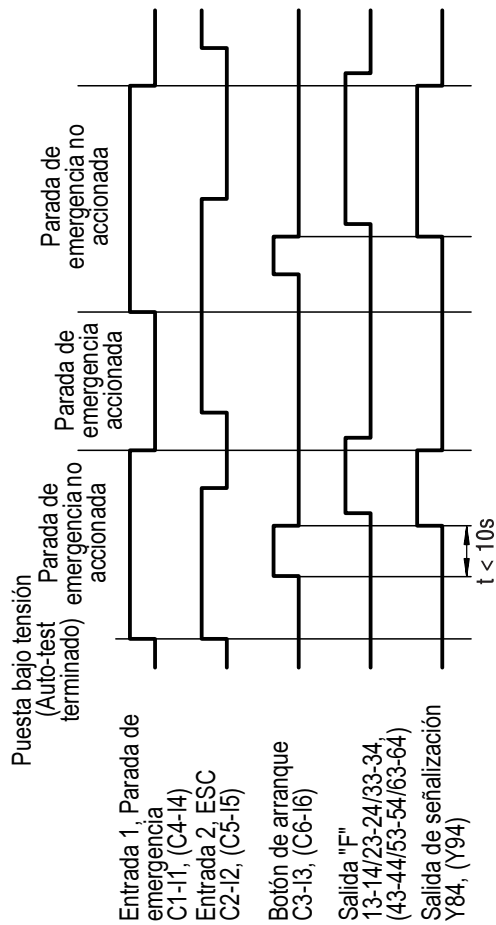 Puesta bajo tensión
(Auto-test
terminado)
Parada de
emergencia no
accionada
Parada de
emergencia
accionada
Parada de
emergencia no
accionada
Entrada 1, Parada de
emergencia
C1-I1, (C4-I4)
Entrada 2, ESC
C2-I2, (C5-I5)
Botón de arranque
C3-I3, (C6-I6)
Salida "F"
13-14/23-24/33-34,
(43-44/53-54/63-64)
Salida de señalización
Y84, (Y94)
t < 10s